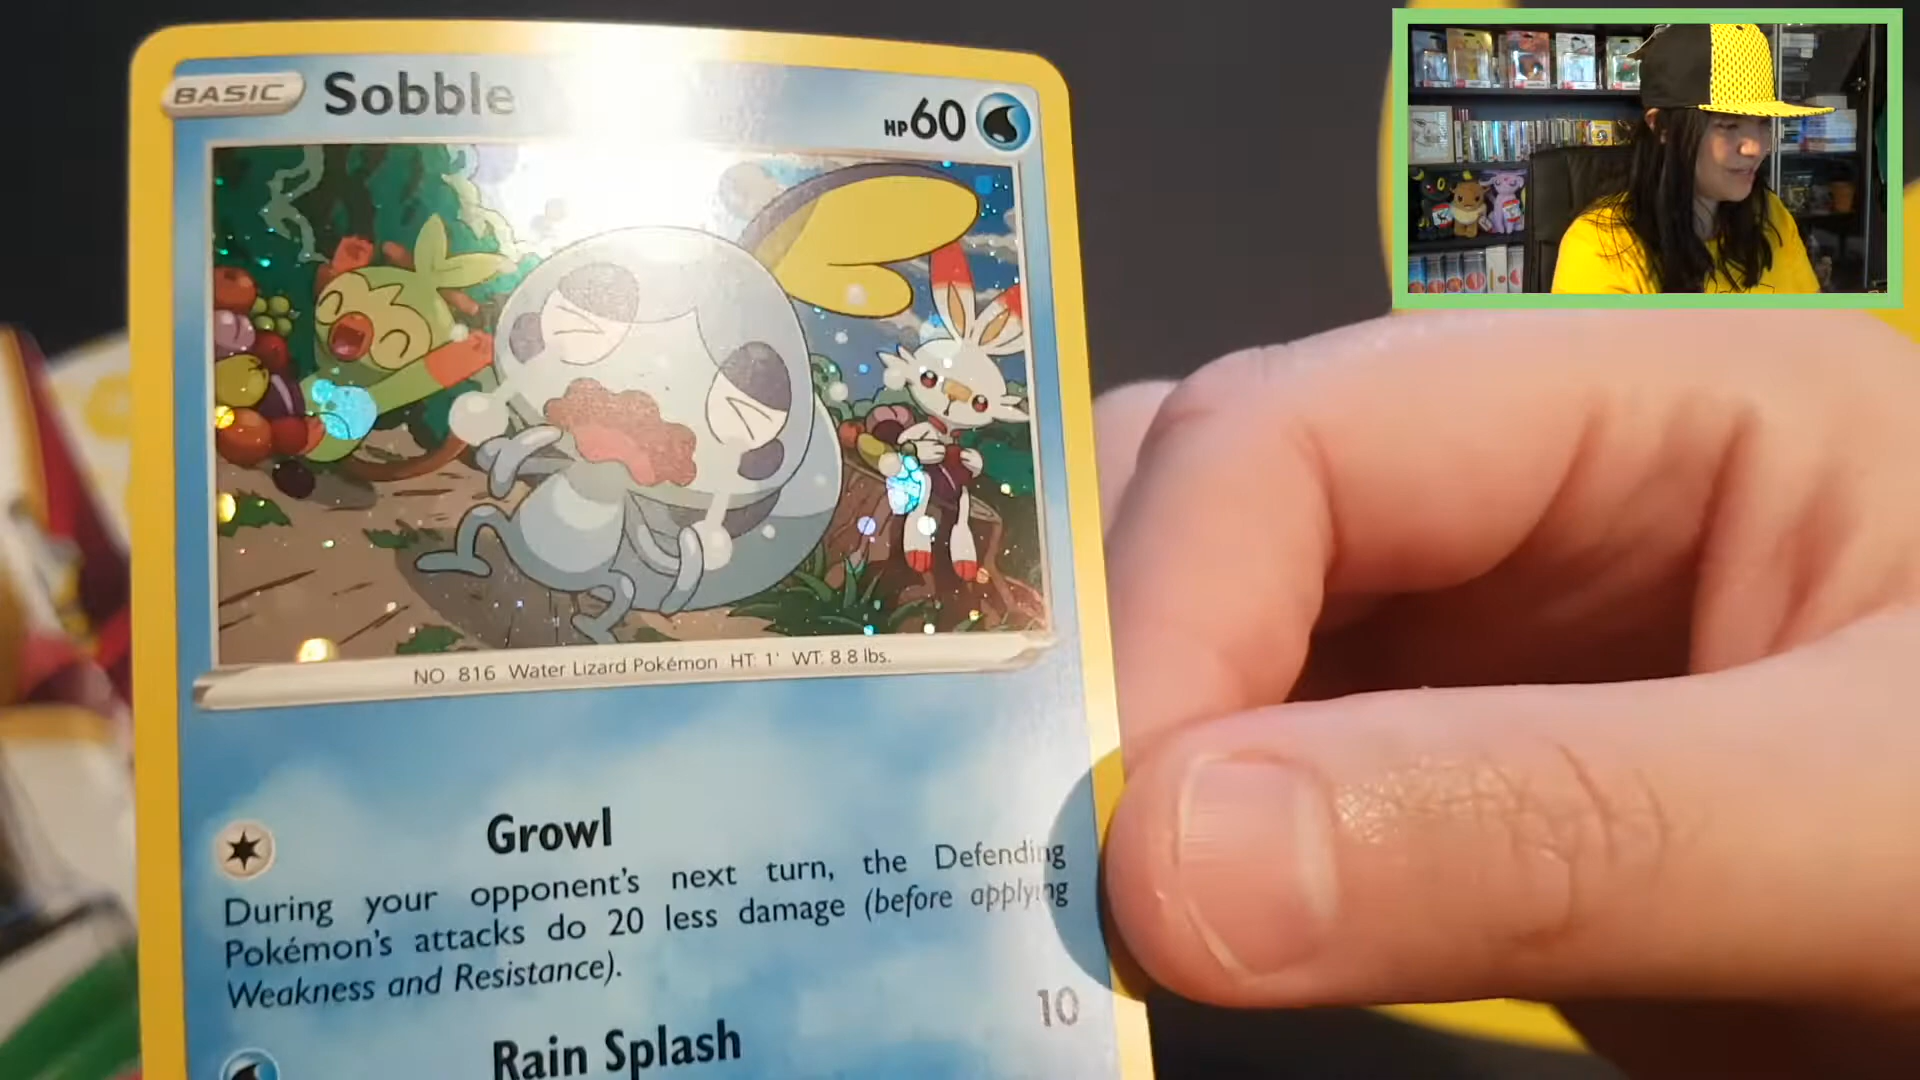 BASIC Sobble HP60
NO 816 Water Lizard Pokémon HT: 1' WT: 8.8 lbs.
Growl
During your opponent's next turn, the Defending
Pokémon's attacks do 20 less damage (before applying
Weakness and Resistance).
Rain Splash 10